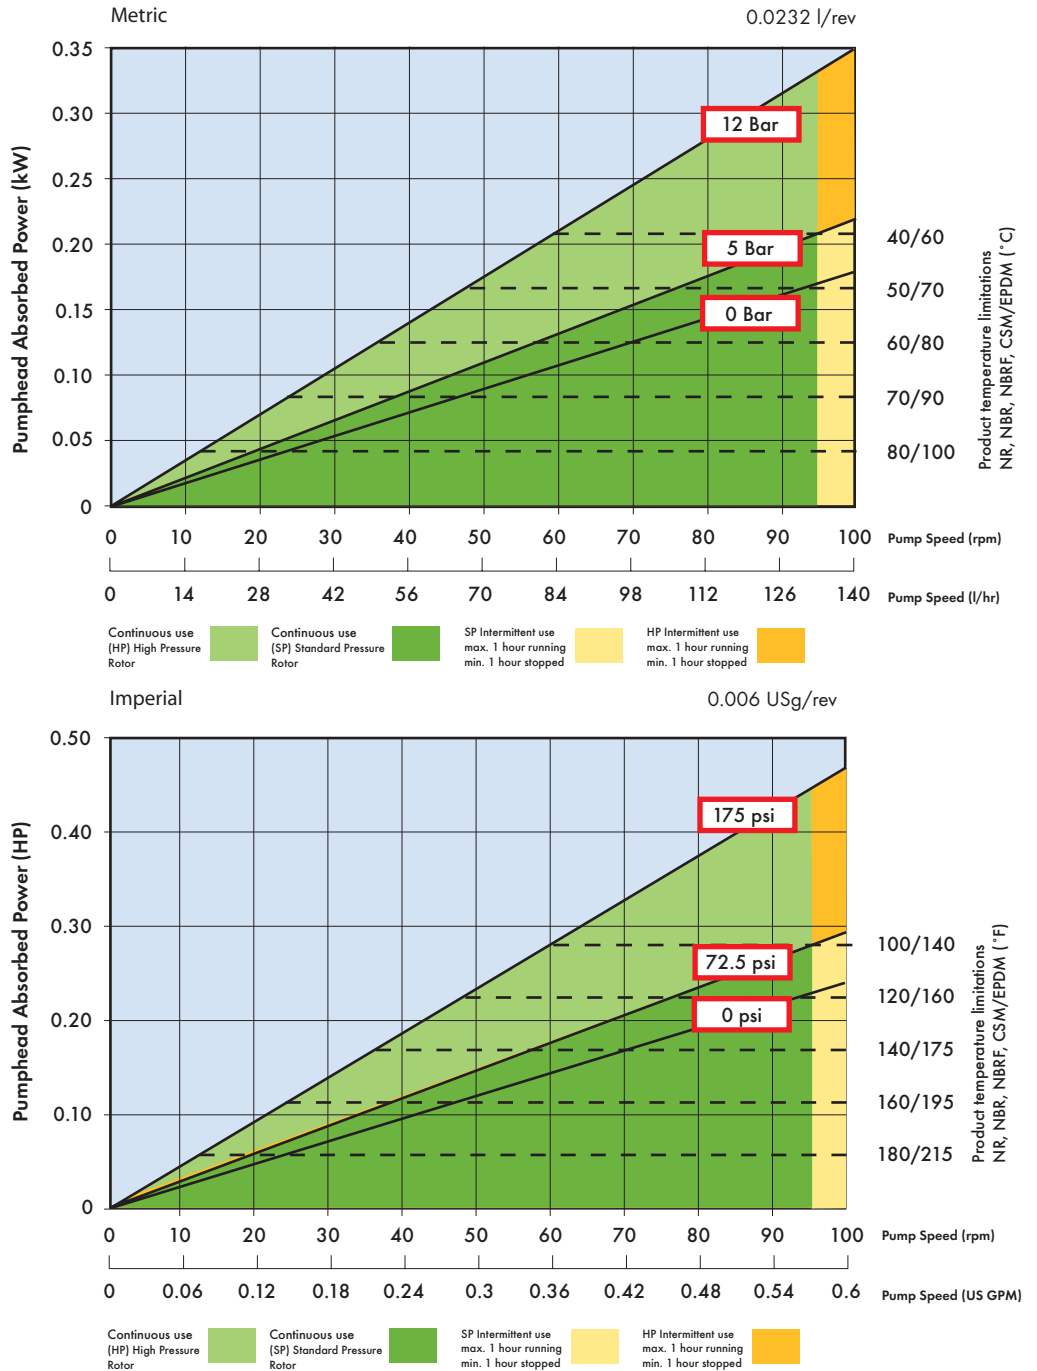 Metric
0.0232 l/rev
Pumphead Absorbed Power (kW)
0.35
0.30
0.25
0.20
0.15
0.10
0.05
0
12 Bar
5 Bar
0 Bar
40/60
50/70
60/80
70/90
80/100
Product temperature limitations
NR, NBR, NBRF, CSM/EPDM (°C)
0 10 20 30 40 50 60 70 80 90 100 Pump Speed (rpm)
0 14 28 42 56 70 84 98 112 126 140 Pump Speed (l/hr)
Continuous use
(HP) High Pressure
Rotor
Continuous use
(SP) Standard Pressure
Rotor
SP Intermittent use
max. 1 hour running
min. 1 hour stopped
HP Intermittent use
max. 1 hour running
min. 1 hour stopped
Imperial
0.006 USg/rev
Pumphead Absorbed Power (HP)
0.50
0.40
0.30
0.20
0.10
0
175 psi
72.5 psi
0 psi
100/140
120/160
140/175
160/195
180/215
Product temperature limitations
NR, NBR, NBRF, CSM/EPDM (°F)
0 10 20 30 40 50 60 70 80 90 100 Pump Speed (rpm)
0 0.06 0.12 0.18 0.24 0.3 0.36 0.42 0.48 0.54 0.6 Pump Speed (US GPM)
Continuous use
(HP) High Pressure
Rotor
Continuous use
(SP) Standard Pressure
Rotor
SP Intermittent use
max. 1 hour running
min. 1 hour stopped
HP Intermittent use
max. 1 hour running
min. 1 hour stopped